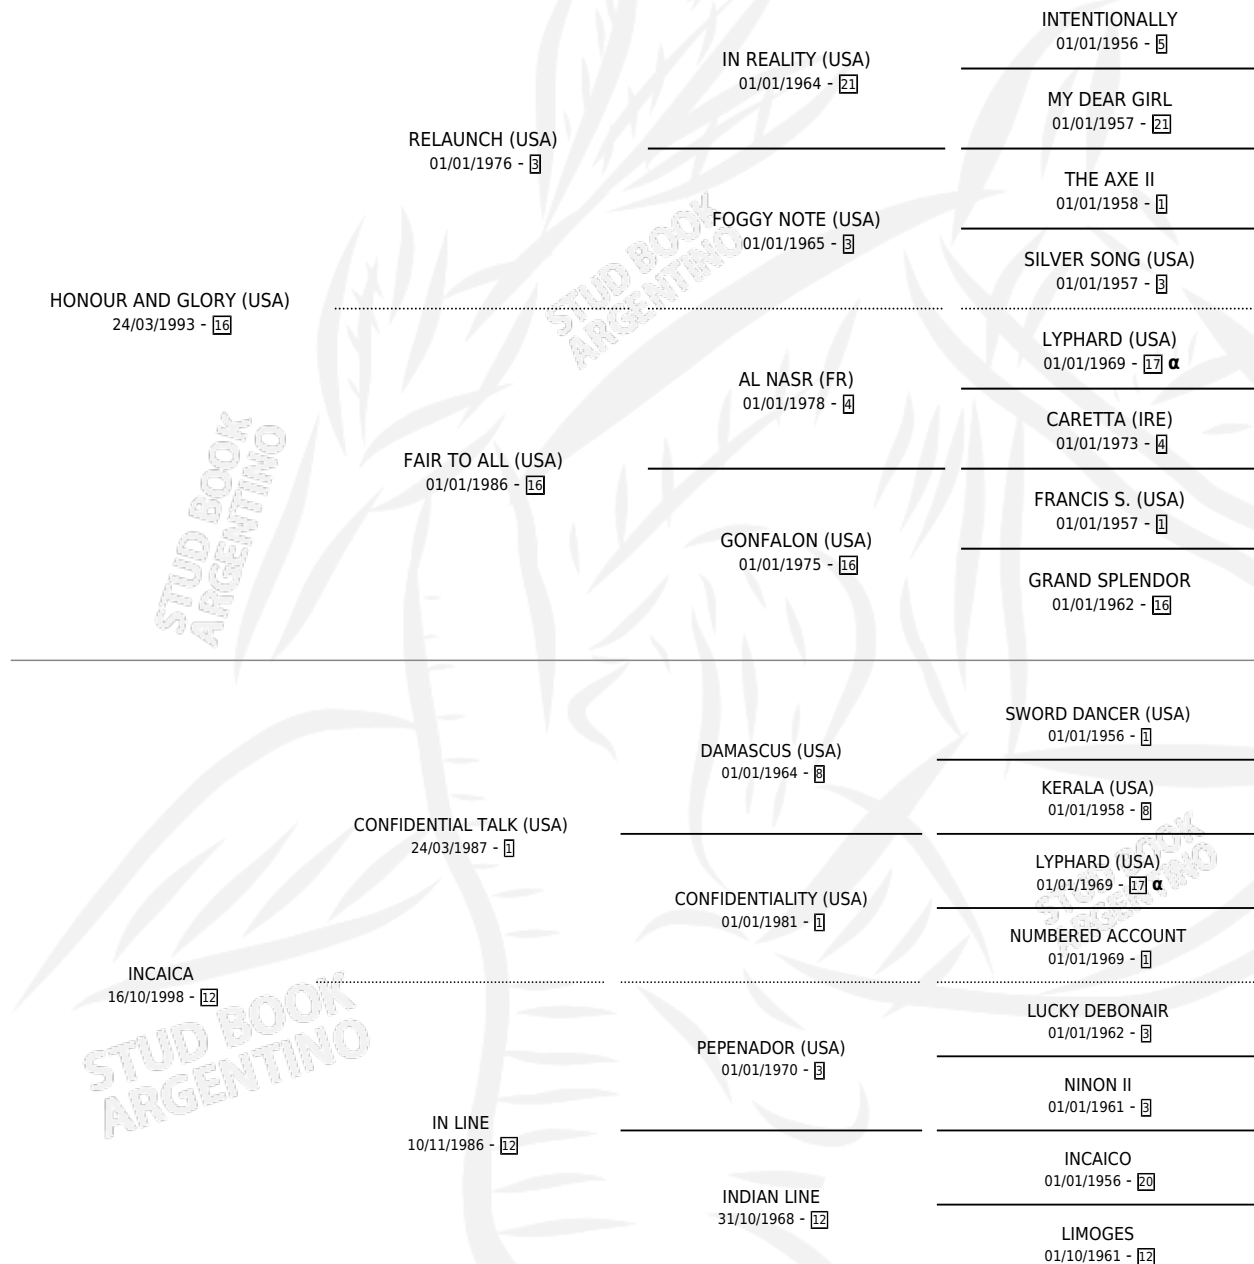 INTENTIONALLY
01/01/1956 - 5
IN REALITY (USA)
01/01/1964 - 21
MY DEAR GIRL
01/01/1957 - 21
RELAUNCH (USA)
01/01/1976 - 3
THE AXE II
01/01/1958 - 1
FOGGY NOTE (USA)
01/01/1965 - 3
SILVER SONG (USA)
01/01/1957 - 3
HONOUR AND GLORY (USA)
24/03/1993 - 16
STUD BOOK
ARGENTINO
LYPHARD (USA)
01/01/1969 - 17 α
AL NASR (FR)
01/01/1978 - 4
CARETTA (IRE)
01/01/1973 - 4
FAIR TO ALL (USA)
01/01/1986 - 16
STUD BOOK
ARGENTINO
FRANCIS S. (USA)
01/01/1957 - 1
GONFALON (USA)
01/01/1975 - 16
GRAND SPLENDOR
01/01/1962 - 16
SWORD DANCER (USA)
01/01/1956 - 1
DAMASCUS (USA)
01/01/1964 - 8
KERALA (USA)
01/01/1958 - 8
CONFIDENTIAL TALK (USA)
24/03/1987 - 1
LYPHARD (USA)
01/01/1969 - 17 α
STUD BOOK
ARGENTINO
CONFIDENTIALITY (USA)
01/01/1981 - 1
NUMBERED ACCOUNT
01/01/1969 - 1
INCAICA
16/10/1998 - 12
STUD BOOK
ARGENTINO
LUCKY DEBONAIR
01/01/1962 - 3
PEPENADOR (USA)
01/01/1970 - 3
NINON II
01/01/1961 - 3
IN LINE
10/11/1986 - 12
INCAICO
01/01/1956 - 20
INDIAN LINE
31/10/1968 - 12
LIMOGES
01/10/1961 - 12